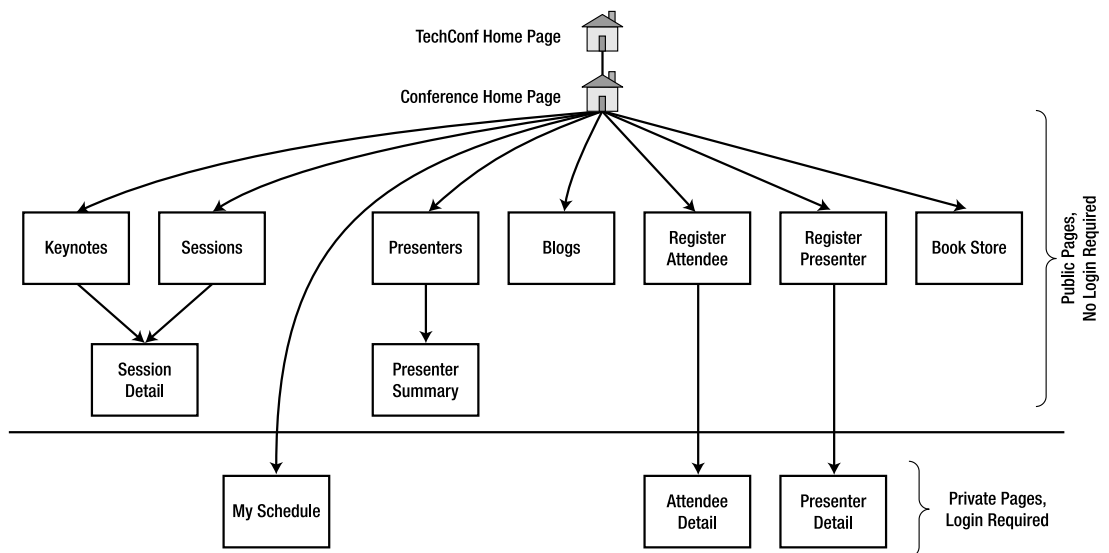 TechConf Home Page
Conference Home Page
Keynotes
Sessions
Presenters
Blogs
Register
Attendee
Register
Presenter
Book Store
Public Pages,
No Login Required
Session
Detail
Presenter
Summary
My Schedule
Attendee
Detail
Presenter
Detail
Private Pages,
Login Required